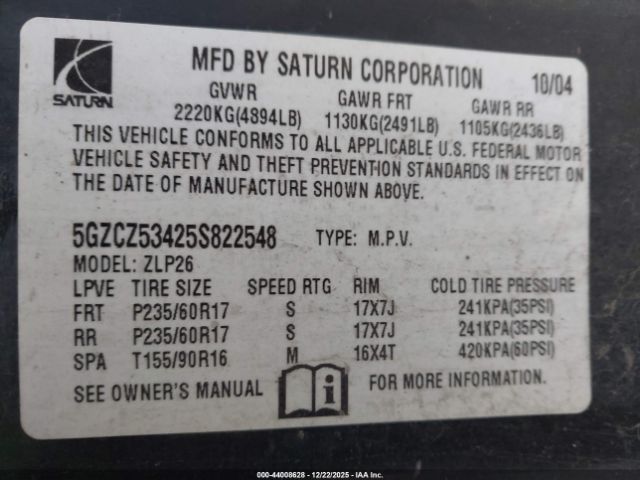 MFD BY SATURN CORPORATION 10/04
SATURN
GVWR GAWR FRT GAWR RR
2220KG(4894LB) 1130KG(2491LB) 1105KG(2436LB)
THIS VEHICLE CONFORMS TO ALL APPLICABLE U.S. FEDERAL MOTOR
VEHICLE SAFETY AND THEFT PREVENTION STANDARDS IN EFFECT ON
THE DATE OF MANUFACTURE SHOWN ABOVE.
5GZCZ53425S822548 TYPE: M.P.V.
MODEL: ZLP26
LPVE TIRE SIZE SPEED RTG RIM COLD TIRE PRESSURE
FRT P235/60R17 S 17X7J 241KPA(35PSI)
RR P235/60R17 S 17X7J 241KPA(35PSI)
SPA T155/90R16 M 16X4T 420KPA(60PSI)
SEE OWNER'S MANUAL FOR MORE INFORMATION.
000-44008628 - 12/22/2025 - IAA Inc.